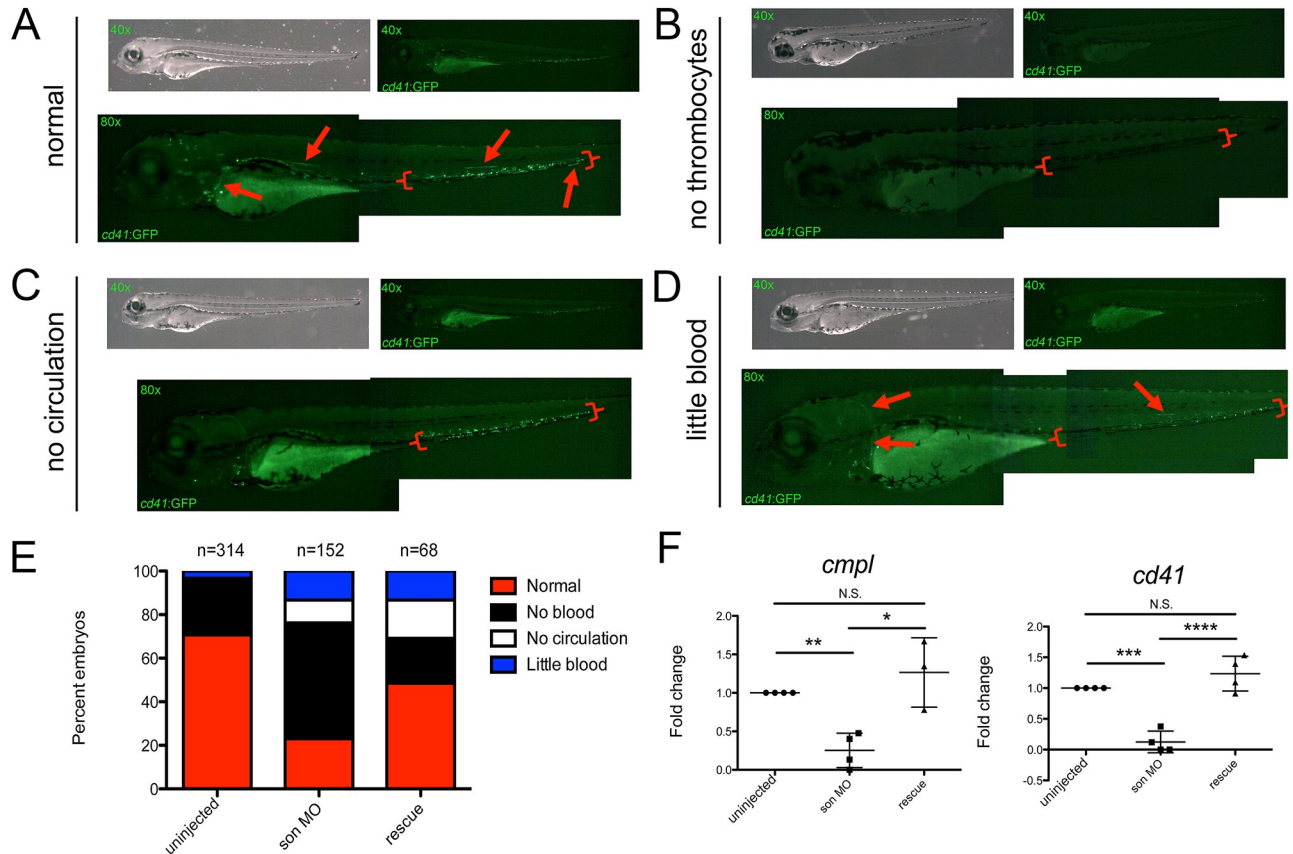 A
normal
40x
cd41:GFP
80x
cd41:GFP
B
no thrombocytes
40x
40x
cd41:GFP
80x
cd41:GFP
C
no circulation
40x
40x
cd41:GFP
80x
cd41:GFP
D
little blood
40x
40x
cd41:GFP
80x
cd41:GFP
E
n=314 n=152 n=68
Percent embryos
100
80
60
40
20
0
uninjected
son MO
rescue
Normal
No blood
No circulation
Little blood
F
cmpl
N.S.
**
*
Fold change
2.0
1.5
1.0
0.5
0.0
uninjected
son MO
rescue
cd41
N.S.
***
****
Fold change
2.0
1.5
1.0
0.5
0.0
-0.5
uninjected
son MO
rescue